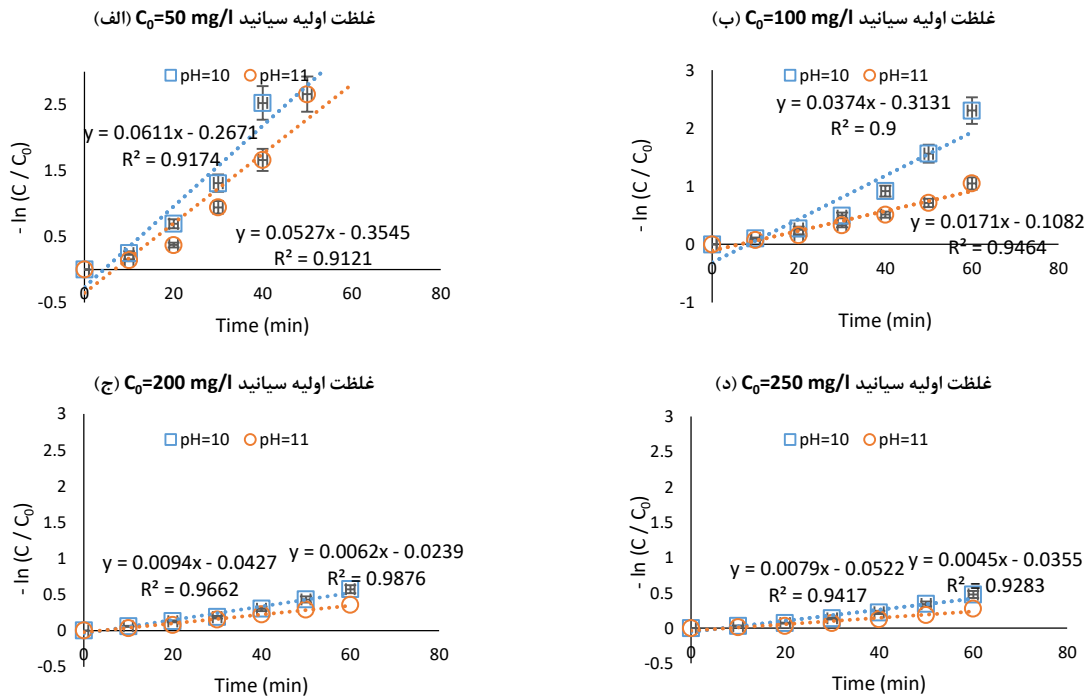 (الف) غلظت اولیه سیانید C₀=50 mg/l
pH=10 pH=11
y = 0.0611x - 0.2671
R² = 0.9174
y = 0.0527x - 0.3545
R² = 0.9121
- ln (C / C₀)
2.5
1.5
0.5
-0.5
0 20 40 60 80
Time (min)
(ب) غلظت اولیه سیانید C₀=100 mg/l
pH=10 pH=11
y = 0.0374x - 0.3131
R² = 0.9
y = 0.0171x - 0.1082
R² = 0.9464
- ln (C / C₀)
3
2
1
0
-1
0 20 40 60 80
Time (min)
(ج) غلظت اولیه سیانید C₀=200 mg/l
pH=10 pH=11
y = 0.0094x - 0.0427
R² = 0.9662
y = 0.0062x - 0.0239
R² = 0.9876
- ln (C / C₀)
3
2.5
2
1.5
1
0.5
0
-0.5
0 20 40 60 80
Time (min)
(د) غلظت اولیه سیانید C₀=250 mg/l
pH=10 pH=11
y = 0.0079x - 0.0522
R² = 0.9417
y = 0.0045x - 0.0355
R² = 0.9283
- ln (C / C₀)
3
2.5
2
1.5
1
0.5
0
-0.5
0 20 40 60 80
Time (min)